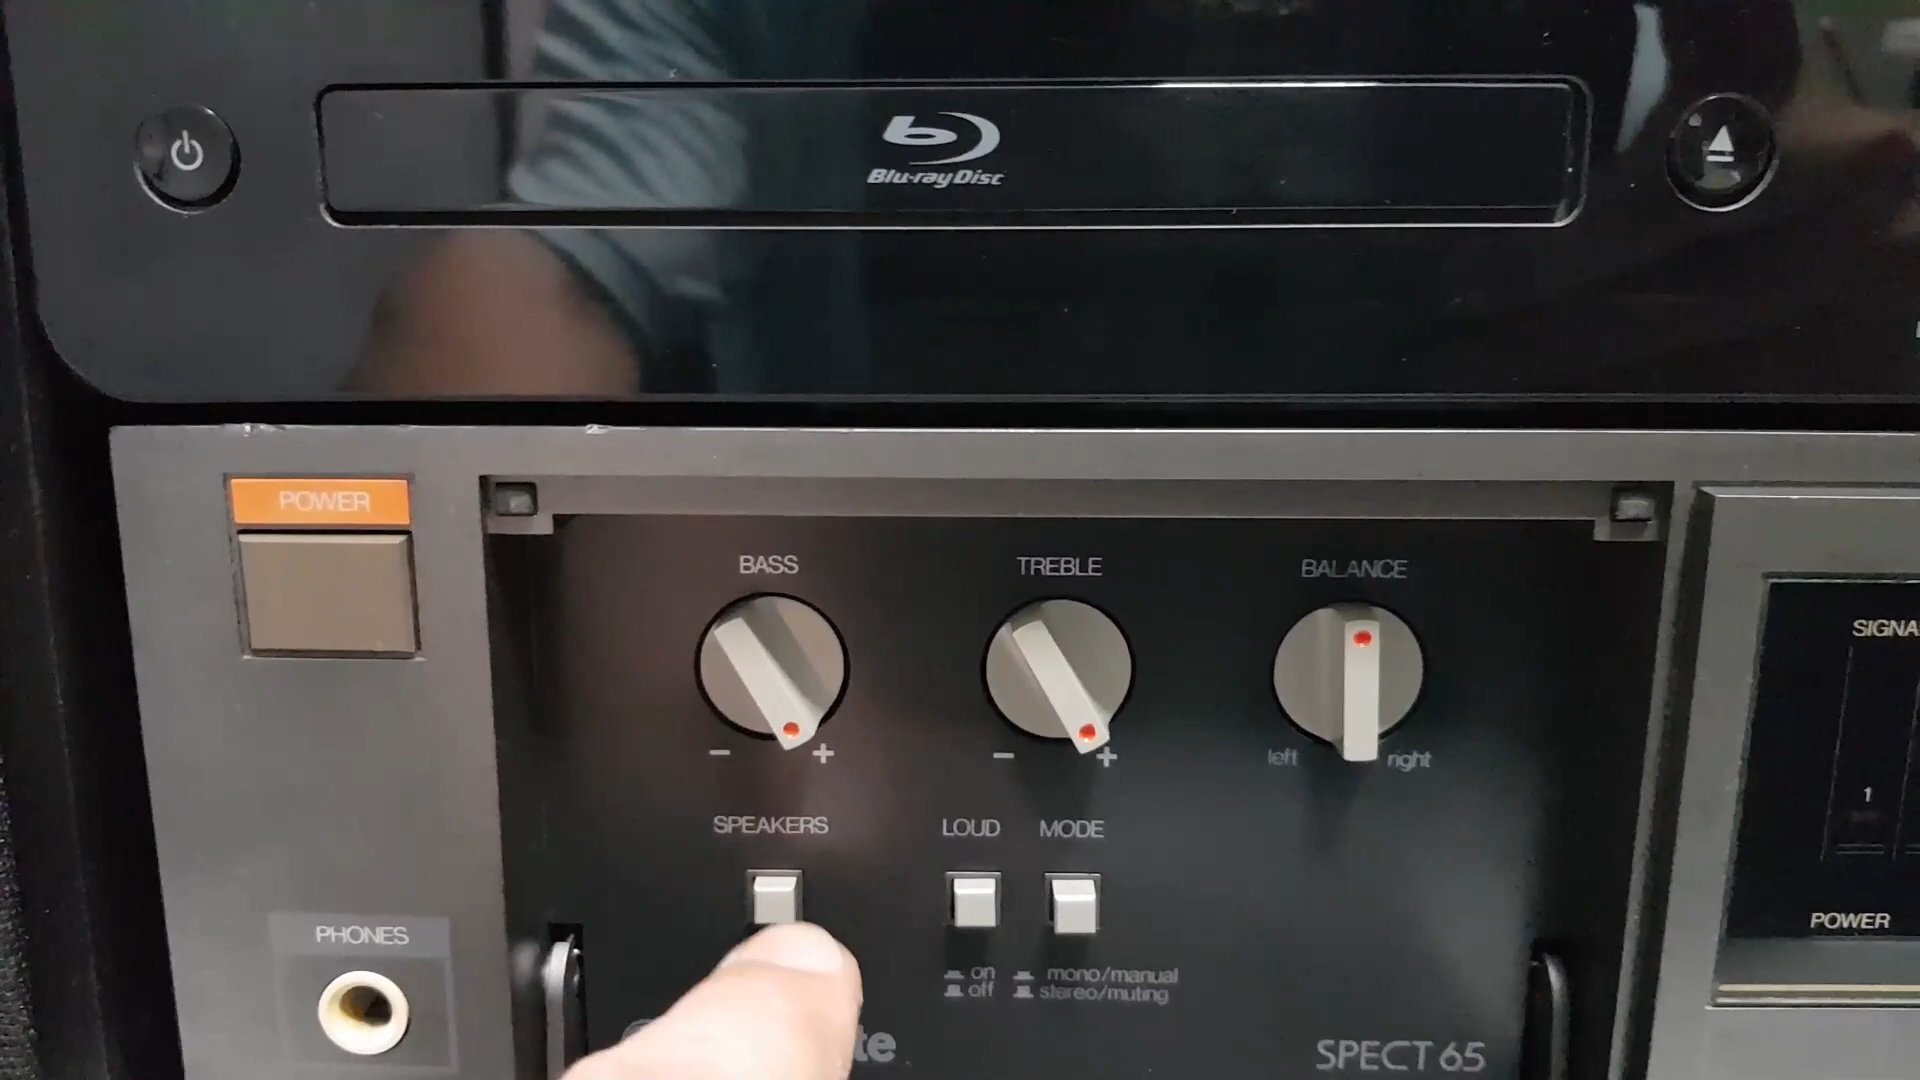 Blu-ray Disc
POWER
BASS
TREBLE
BALANCE
- +
- +
left right
SPEAKERS
LOUD
MODE
on
off
mono/manual
stereo/muting
PHONES
SPECT 65
1
POWER